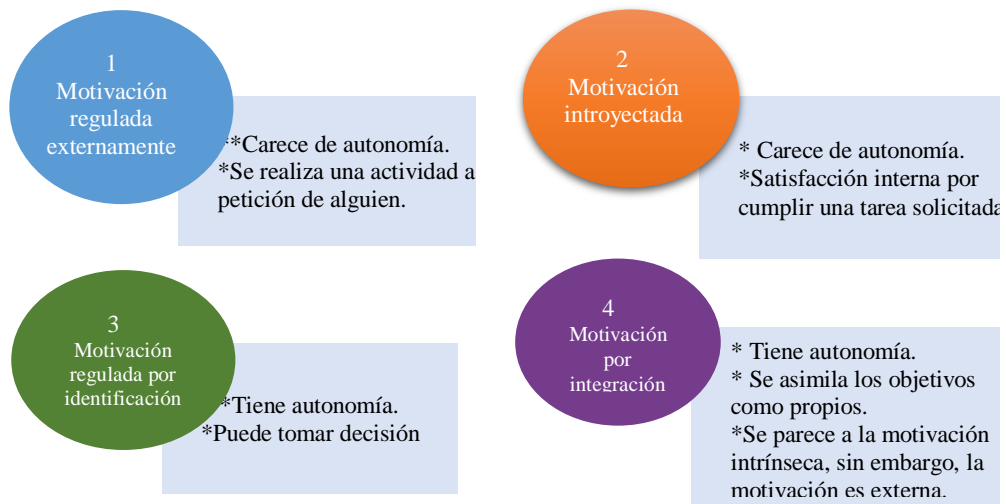 1
Motivación
regulada
externamente
**Carece de autonomía.
*Se realiza una actividad a
petición de alguien.
2
Motivación
introyectada
* Carece de autonomía.
*Satisfacción interna por
cumplir una tarea solicitada
3
Motivación
regulada por
identificación
*Tiene autonomía.
*Puede tomar decisión
4
Motivación
por
integración
* Tiene autonomía.
* Se asimila los objetivos
como propios.
*Se parece a la motivación
intrínseca, sin embargo, la
motivación es externa.